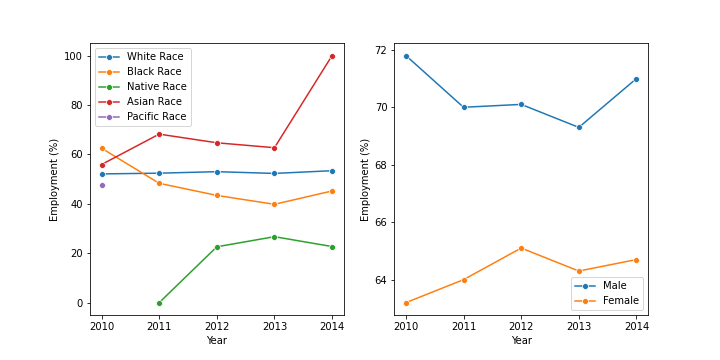 Employment (%)
100
80
60
40
20
0
2010 2011 2012 2013 2014
Year
White Race
Black Race
Native Race
Asian Race
Pacific Race
Employment (%)
72
70
68
66
64
2010 2011 2012 2013 2014
Year
Male
Female